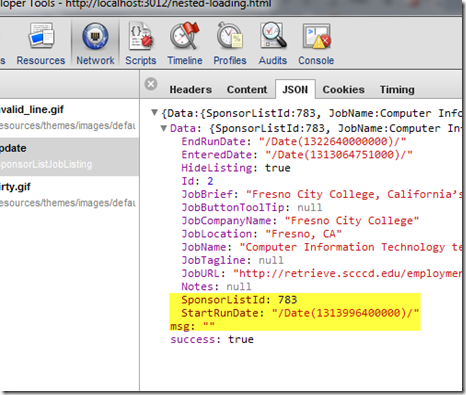 loper Tools - http://localhost:3012/nested-loading.html
Resources Network Scripts Timeline Profiles Audits Console
Headers Content JSON Cookies Timing
valid_line.gif
esources/themes/images/defau
pdate
SponsorListJobListing
irty.gif
esources/themes/images/defau
{Data:{SponsorListId:783, JobName:Computer Info
Data: {SponsorListId:783, JobName:Computer In
EndRunDate: "/Date(1322640000000)/"
EnteredDate: "/Date(1313064751000)/"
HideListing: true
Id: 2
JobBrief: "Fresno City College, California's
JobButtonToolTip: null
JobCompanyName: "Fresno City College"
JobLocation: "Fresno, CA"
JobName: "Computer Information Technology te
JobTagline: null
JobURL: "http://retrieve.scccd.edu/employmen
Notes: null
SponsorListId: 783
StartRunDate: "/Date(1313996400000)/"
msg: ""
success: true